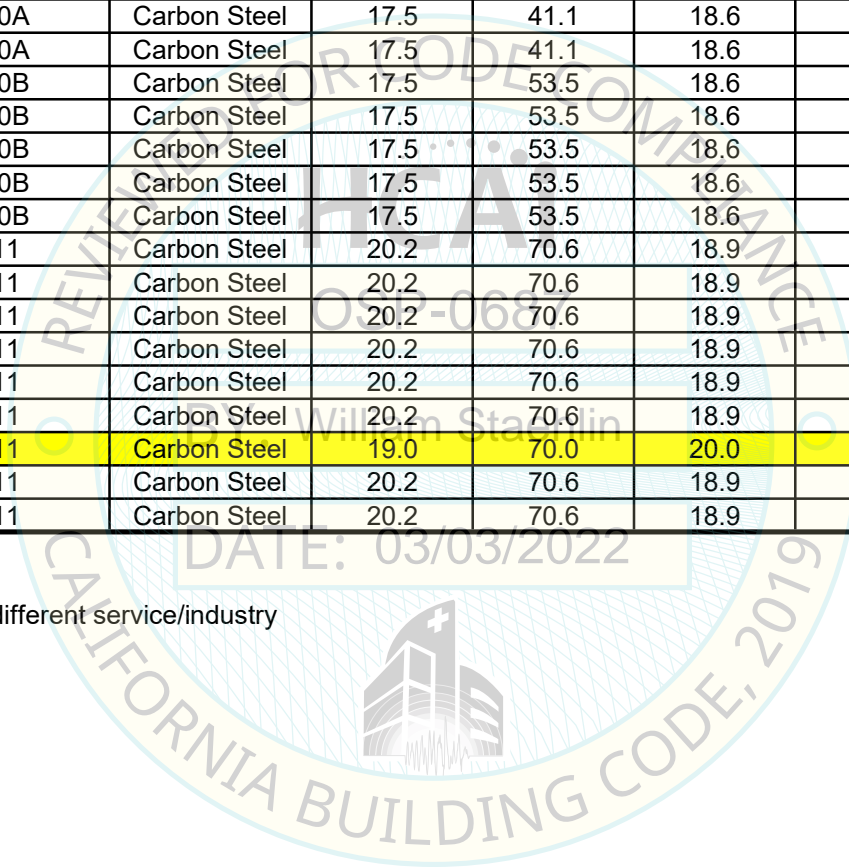 0A Carbon Steel 17.5 41.1 18.6
0A Carbon Steel 17.5 41.1 18.6
0B Carbon Steel 17.5 53.5 18.6
0B Carbon Steel 17.5 53.5 18.6
0B Carbon Steel 17.5 53.5 18.6
0B Carbon Steel 17.5 53.5 18.6
0B Carbon Steel 17.5 53.5 18.6
11 Carbon Steel 20.2 70.6 18.9
11 Carbon Steel 20.2 70.6 18.9
11 Carbon Steel 20.2 70.6 18.9
11 Carbon Steel 20.2 70.6 18.9
11 Carbon Steel 20.2 70.6 18.9
11 Carbon Steel 20.2 70.6 18.9
11 Carbon Steel 19.0 70.0 20.0
11 Carbon Steel 20.2 70.6 18.9
11 Carbon Steel 20.2 70.6 18.9
different service/industry
REVIEWED FOR CODE COMPLIANCE
HCAI
OSP-0687
BY: William Staehlin
DATE: 03/03/2022
CALIFORNIA BUILDING CODE, 2019